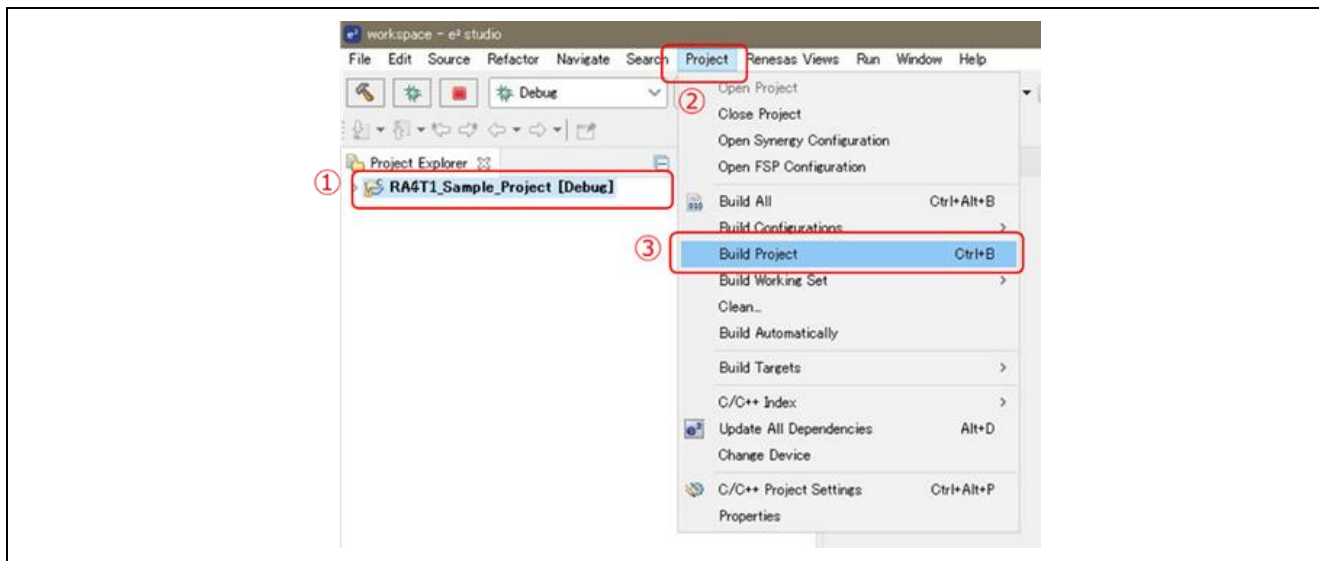 workspace - e² studio
File Edit Source Refactor Navigate Search Project Renesas Views Run Window Help
Debug
②
Open Project
Close Project
Open Synergy Configuration
Project Explorer
Open FSP Configuration
①
RA4T1_Sample_Project [Debug]
Build All Ctrl+Alt+B
Build Configurations
③
Build Project Ctrl+B
Build Working Set
Clean...
Build Automatically
Build Targets
C/C++ Index
e² Update All Dependencies Alt+D
Change Device
C/C++ Project Settings Ctrl+Alt+P
Properties